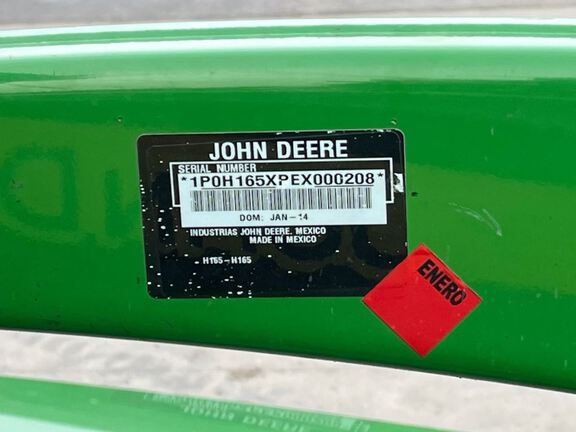 JOHN DEERE
SERIAL NUMBER
*1P0H165XPEX000208*
DOM: JAN-14
INDUSTRIAS JOHN DEERE, MEXICO
MADE IN MEXICO
H165-H165
ENERO